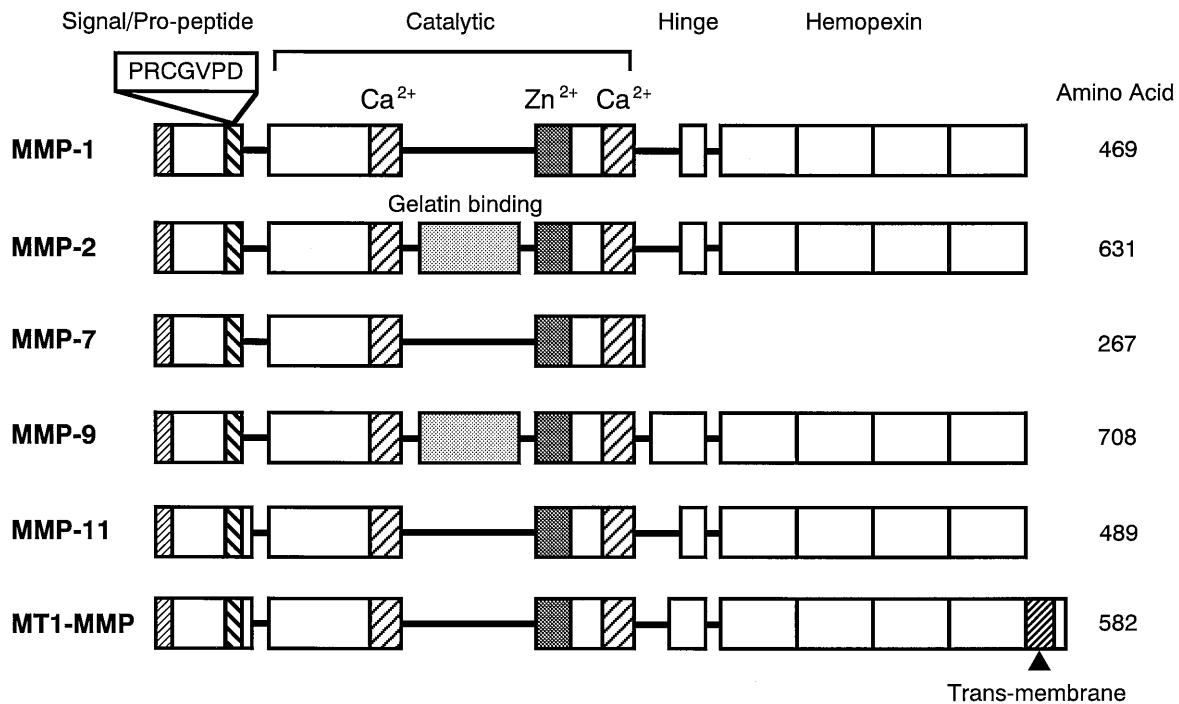 Signal/Pro-peptide Catalytic Hinge Hemopexin
PRCGVPD
Ca2+ Zn2+ Ca2+ Amino Acid
MMP-1 469
Gelatin binding
MMP-2 631
MMP-7 267
MMP-9 708
MMP-11 489
MT1-MMP 582
Trans-membrane